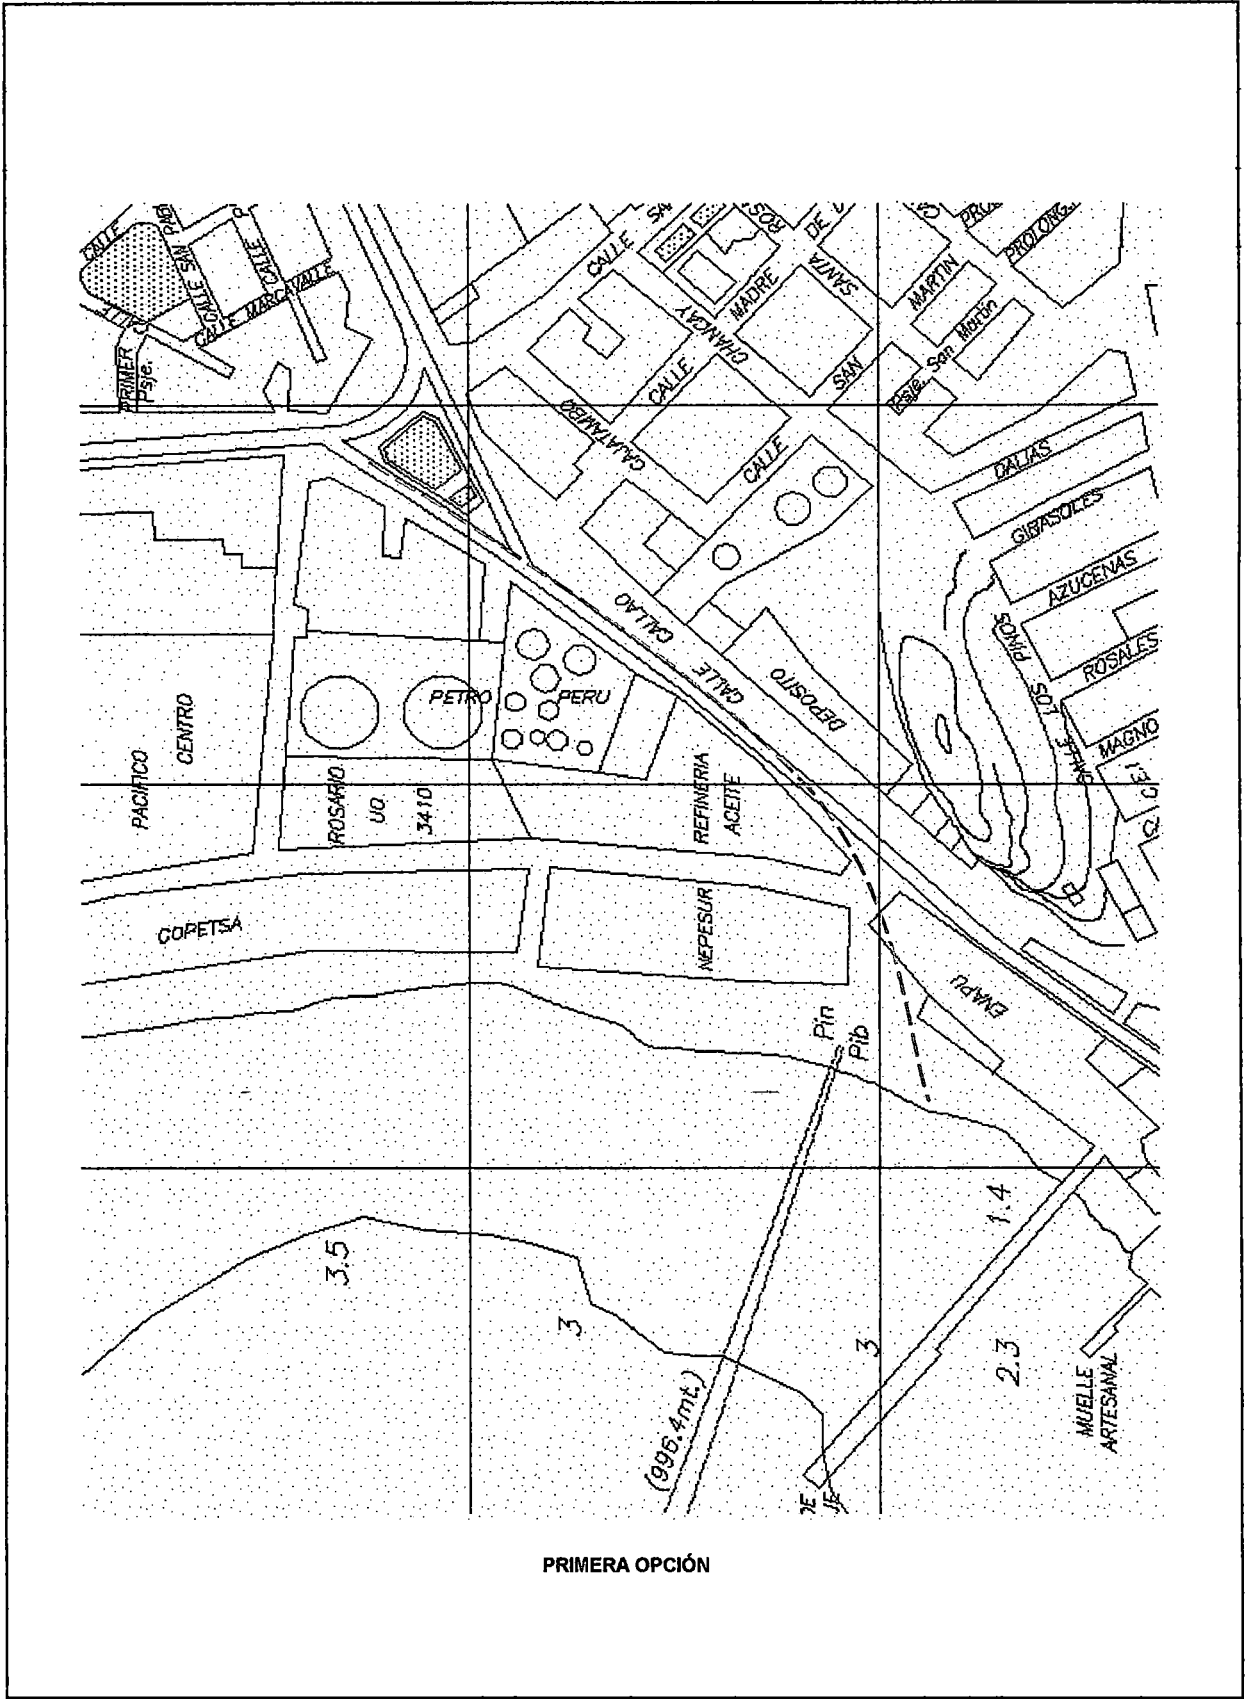 CALLE
CALLE SAN
CALLE
CALLE MARCAVALLE
PRIMER
Psje.
CALLE
CHANCAY
MADRE
DE
SANTA
SAN
MARTIN
Psje. San Martin
PROLONG.
CAJATAMBO
CAJATAMBO
CALLE
CALLE
DALIAS
GIRASOLES
AZUCENAS
ROSALES
MAGNO
CALLE LOS PINOS
CALLE CALLAO
DEPOSITO
PETRO PERU
PACIFICO
CENTRO
ROSARIO
UO
3410
REFINERIA
ACEITE
COPETSA
NEPESUR
ENAPU
Pin
Pib
3.5
3
3
1.4
2.3
(996.4mt.)
MUELLE
ARTESANAL
PRIMERA OPCIÓN